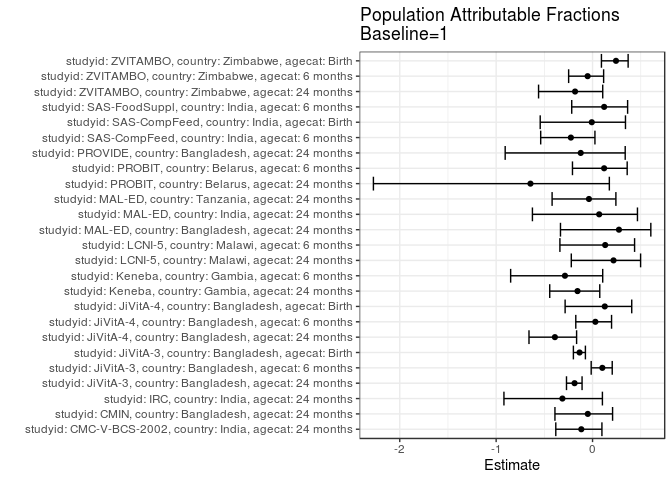 Population Attributable Fractions
Baseline=1
studyid: ZVITAMBO, country: Zimbabwe, agecat: Birth
studyid: ZVITAMBO, country: Zimbabwe, agecat: 6 months
studyid: ZVITAMBO, country: Zimbabwe, agecat: 24 months
studyid: SAS-FoodSuppl, country: India, agecat: 6 months
studyid: SAS-CompFeed, country: India, agecat: Birth
studyid: SAS-CompFeed, country: India, agecat: 6 months
studyid: PROVIDE, country: Bangladesh, agecat: 24 months
studyid: PROBIT, country: Belarus, agecat: 6 months
studyid: PROBIT, country: Belarus, agecat: 24 months
studyid: MAL-ED, country: Tanzania, agecat: 24 months
studyid: MAL-ED, country: India, agecat: 24 months
studyid: MAL-ED, country: Bangladesh, agecat: 24 months
studyid: LCNI-5, country: Malawi, agecat: 6 months
studyid: LCNI-5, country: Malawi, agecat: 24 months
studyid: Keneba, country: Gambia, agecat: 6 months
studyid: Keneba, country: Gambia, agecat: 24 months
studyid: JiVitA-4, country: Bangladesh, agecat: Birth
studyid: JiVitA-4, country: Bangladesh, agecat: 6 months
studyid: JiVitA-4, country: Bangladesh, agecat: 24 months
studyid: JiVitA-3, country: Bangladesh, agecat: Birth
studyid: JiVitA-3, country: Bangladesh, agecat: 6 months
studyid: JiVitA-3, country: Bangladesh, agecat: 24 months
studyid: IRC, country: India, agecat: 24 months
studyid: CMIN, country: Bangladesh, agecat: 24 months
studyid: CMC-V-BCS-2002, country: India, agecat: 24 months
-2 -1 0
Estimate